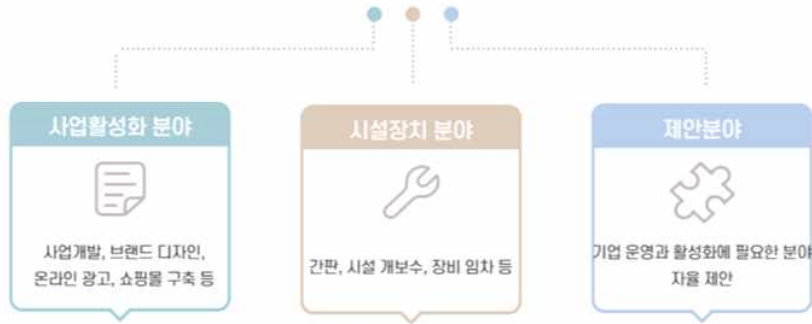 사업활성화 분야
사업개발, 브랜드 디자인,
온라인 광고, 쇼핑몰 구축 등
시설장치 분야
간판, 시설 개보수, 장비 임차 등
제안분야
기업 운영과 활성화에 필요한 분야
자율 제안